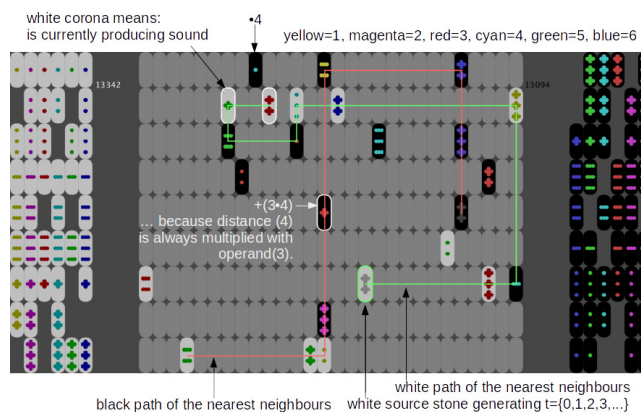 white corona means:
is currently producing sound
•4
yellow=1, magenta=2, red=3, cyan=4, green=5, blue=6
13342
13094
+(3•4)
... because distance (4)
is always multiplied with
operand(3).
black path of the nearest neighbours
white path of the nearest neighbours
white source stone generating t={0,1,2,3,...}